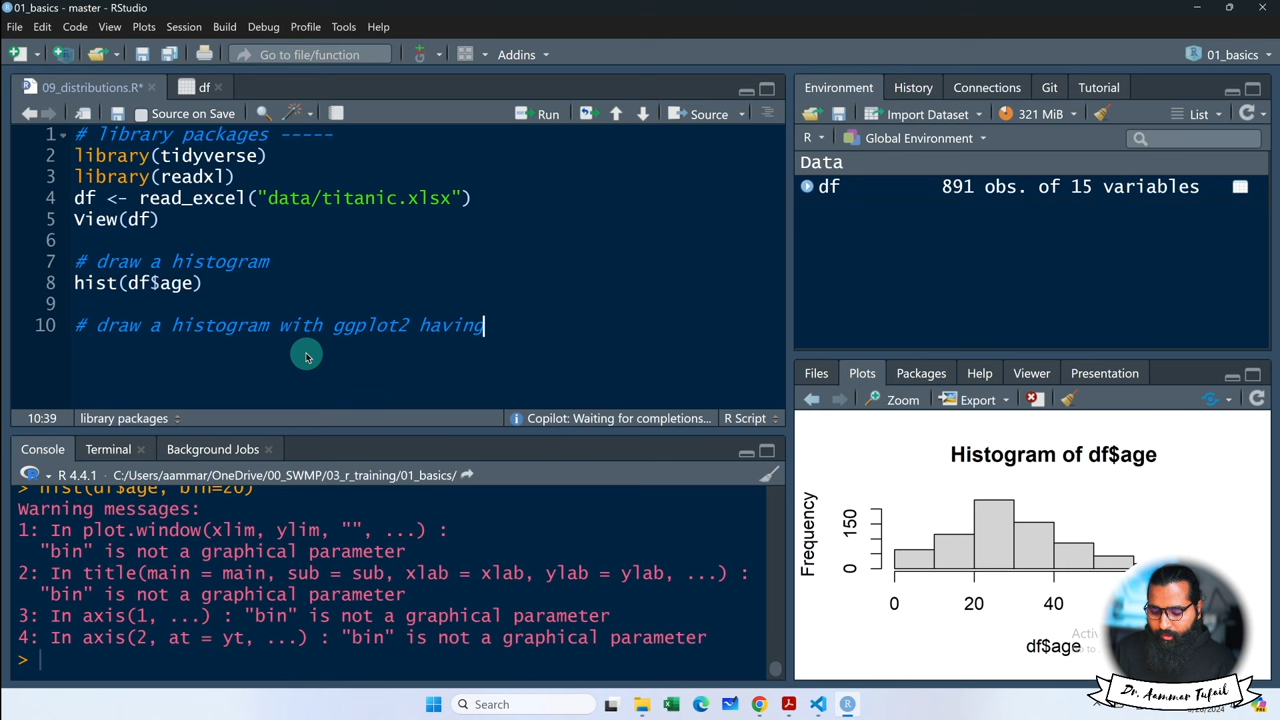 01_basics - master - RStudio
File Edit Code View Plots Session Build Debug Profile Tools Help
Go to file/function Addins 01_basics
09_distributions.R* df
Source on Save Run Source
1 # library packages -----
2 library(tidyverse)
3 library(readxl)
4 df <- read_excel("data/titanic.xlsx")
5 View(df)
6
7 # draw a histogram
8 hist(df$age)
9
10 # draw a histogram with ggplot2 having
10:39 library packages Copilot: Waiting for completions... R Script
Console Terminal Background Jobs
R 4.4.1 · C:/Users/aammar/OneDrive/00_SWMP/03_r_training/01_basics/
> hist(df$age, bin=20)
Warning messages:
1: In plot.window(xlim, ylim, "", ...) :
"bin" is not a graphical parameter
2: In title(main = main, sub = sub, xlab = xlab, ylab = ylab, ...) :
"bin" is not a graphical parameter
3: In axis(1, ...) : "bin" is not a graphical parameter
4: In axis(2, at = yt, ...) : "bin" is not a graphical parameter
>
Environment History Connections Git Tutorial
Import Dataset 321 MiB List
R Global Environment
Data
df 891 obs. of 15 variables
Files Plots Packages Help Viewer Presentation
Zoom Export
Histogram of df$age
Frequency
150
0
0 20 40
df$age
Dr. Aammar Tufail
Search